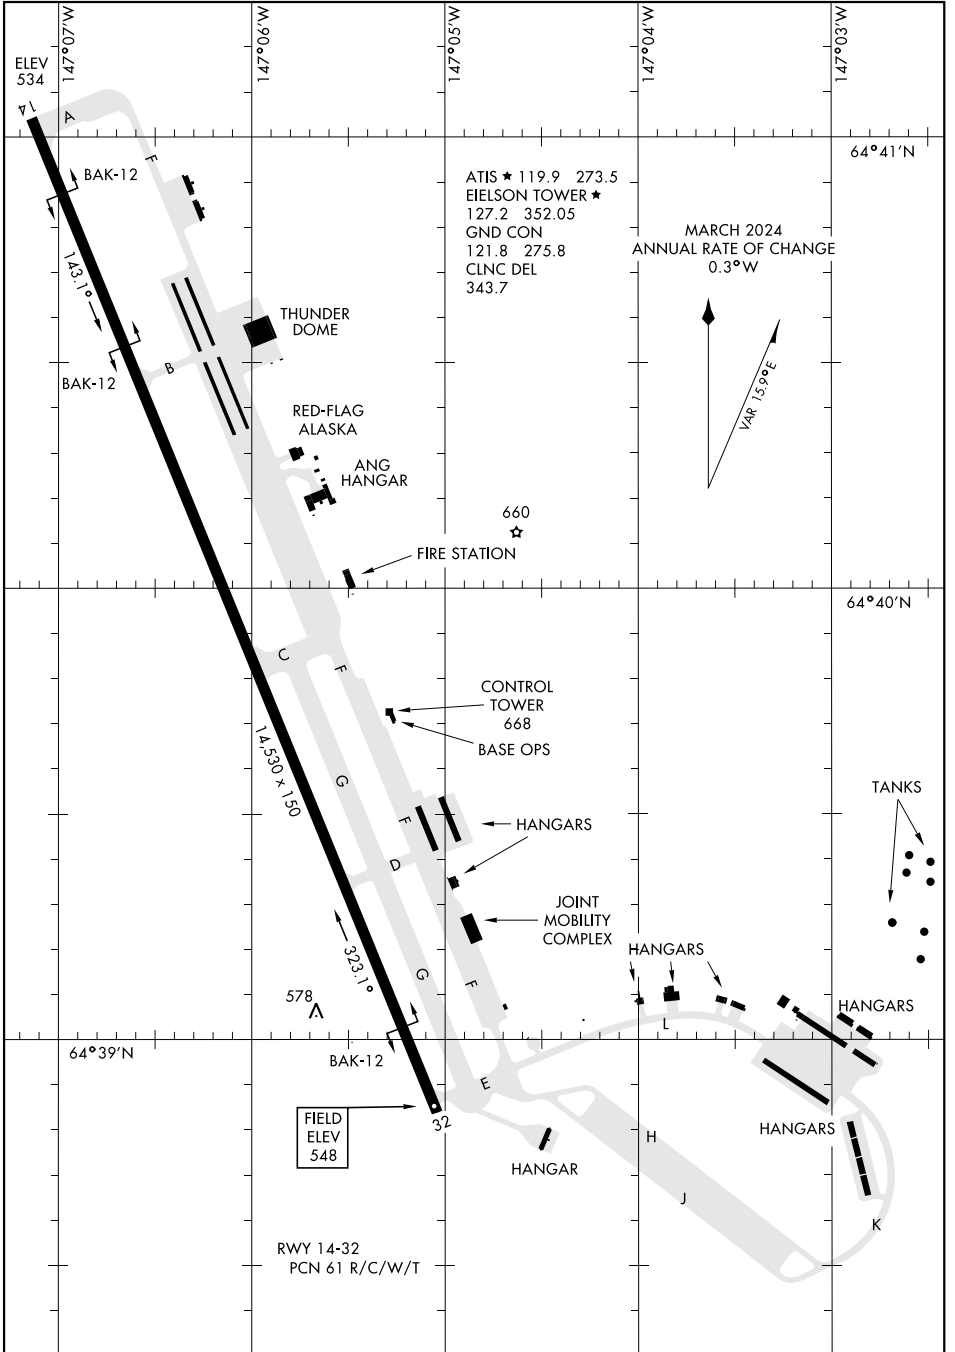 147°07'W
147°06'W
147°05'W
147°04'W
147°03'W
ELEV
534
14
A
F
64°41'N
BAK-12
ATIS ★ 119.9 273.5
EIELSON TOWER ★
127.2 352.05
GND CON
121.8 275.8
CLNC DEL
343.7
MARCH 2024
ANNUAL RATE OF CHANGE
0.3°W
VAR 15.9°E
143.1°
THUNDER
DOME
B
BAK-12
RED-FLAG
ALASKA
ANG
HANGAR
660
FIRE STATION
64°40'N
C
F
CONTROL
TOWER
668
BASE OPS
14,530 x 150
G
F
HANGARS
TANKS
D
JOINT
MOBILITY
COMPLEX
323.1°
G
F
HANGARS
578
L
HANGARS
64°39'N
BAK-12
E
FIELD
ELEV
548
32
HANGAR
H
HANGARS
J
K
RWY 14-32
PCN 61 R/C/W/T